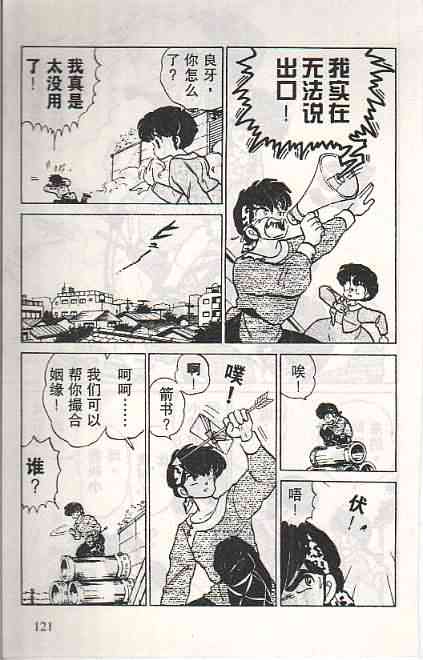 我实在
无法说
出口！
良牙，
你怎么
了？
我真是
太没用
了！
唉！
伏！
唔！
噗！
啊！
箭书？
呵呵……
我们可以
帮你撮合
姻缘！
谁？
121